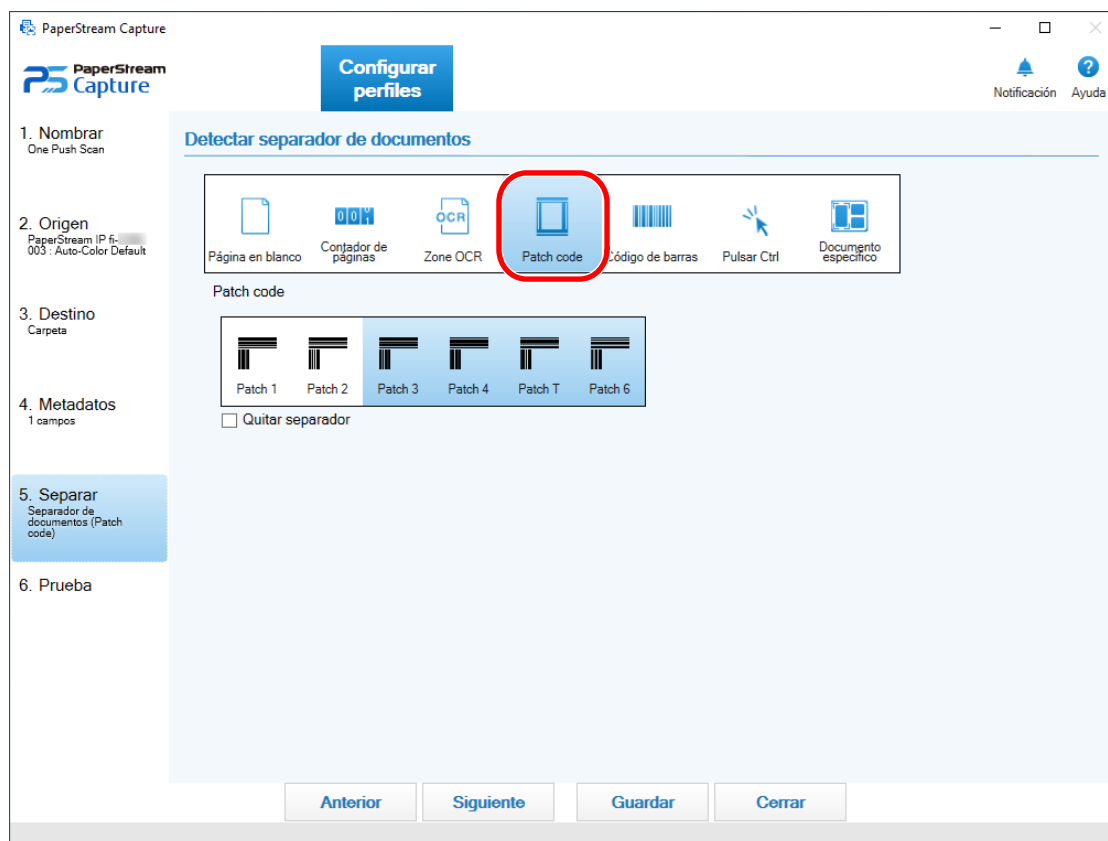 PaperStream Capture
PaperStream
Capture
Configurar
perfiles
Notificación
Ayuda
1. Nombrar
One Push Scan
2. Origen
PaperStream IP fi-
003 : Auto-Color Default
3. Destino
Carpeta
4. Metadatos
1 campos
5. Separar
Separador de
documentos (Patch
code)
6. Prueba
Detectar separador de documentos
Página en blanco
001
Contador de
páginas
OCR
Zone OCR
Patch code
Código de barras
Pulsar Ctrl
Documento
específico
Patch code
Patch 1
Patch 2
Patch 3
Patch 4
Patch T
Patch 6
Quitar separador
Anterior
Siguiente
Guardar
Cerrar